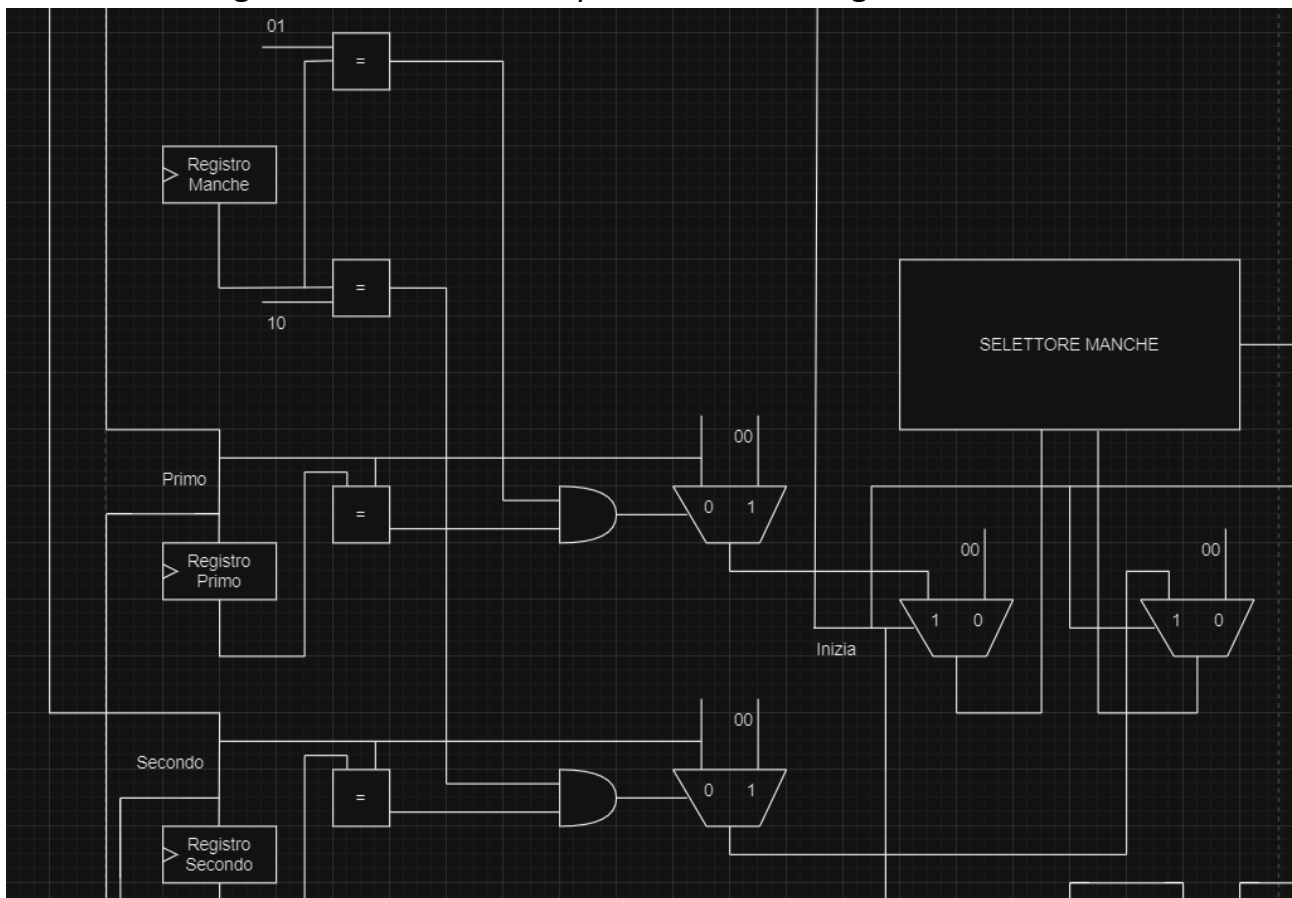 01
=
Registro
Manche
=
10
SELETTORE MANCHE
00
Primo
0 1
=
00
00
Registro
Primo
1 0
1 0
Inizia
00
Secondo
0 1
=
Registro
Secondo